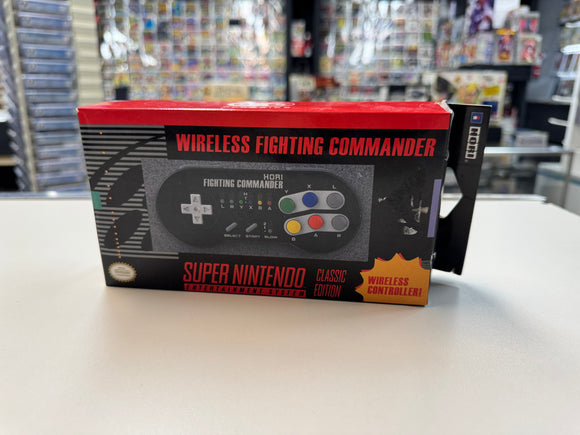 HORI
WIRELESS FIGHTING COMMANDER
HORI
FIGHTING COMMANDER
X L
L R Y X B A
SELECT START SLOW
B A R
SUPER NINTENDO
ENTERTAINMENT SYSTEM
CLASSIC
EDITION
WIRELESS
CONTROLLER!